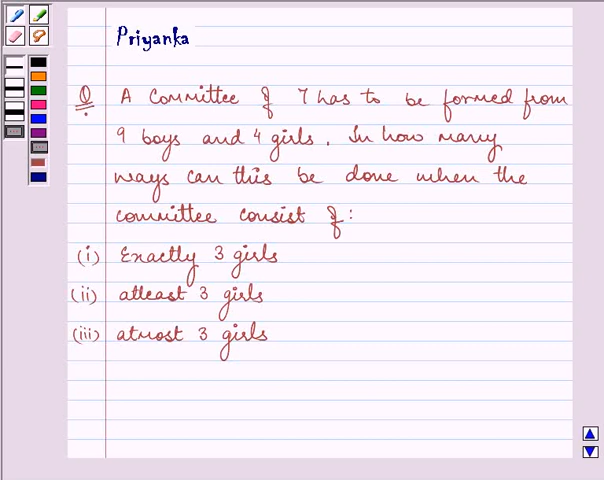 Priyanka
Q A Committee of 7 has to be formed from
9 boys and 4 girls. In how many
ways can this be done when the
committee consist of:
(i) Exactly 3 girls
(ii) atleast 3 girls
(iii) atmost 3 girls